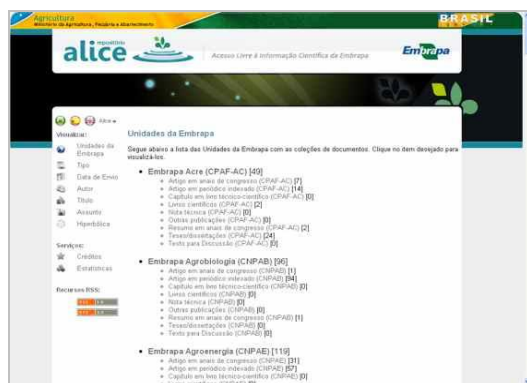 Agricultura
Ministério da Agricultura, Pecuária e Abastecimento
BRASIL
repositório
alice
Acesso Livre à Informação Científica da Embrapa
Embrapa
Visualizar:
Unidades da
Embrapa
Tipo
Data de Envio
Autor
Título
Assunto
Hiperbólica
Serviços:
Créditos
Estatísticas
Recursos RSS:
Unidades da Embrapa
Segue abaixo a lista das Unidades da Embrapa com as coleções de documentos. Clique no item desejado para
visualizá-los.
Embrapa Acre (CPAF-AC) [49]
Artigo em anais de congresso (CPAF-AC) [7]
Artigo em periódico indexado (CPAF-AC) [14]
Capítulo em livro técnico-científico (CPAF-AC) [0]
Livros científicos (CPAF-AC) [2]
Nota técnica (CPAF-AC) [0]
Outras publicações (CPAF-AC) [0]
Resumo em anais de congresso (CPAF-AC) [2]
Teses/dissertações (CPAF-AC) [24]
Texto para Discussão (CPAF-AC) [0]
Embrapa Agrobiologia (CNPAB) [96]
Artigo em anais de congresso (CNPAB) [1]
Artigo em periódico indexado (CNPAB) [94]
Capítulo em livro técnico-científico (CNPAB) [0]
Livros científicos (CNPAB) [0]
Nota técnica (CNPAB) [0]
Outras publicações (CNPAB) [0]
Resumo em anais de congresso (CNPAB) [1]
Teses/dissertações (CNPAB) [0]
Texto para Discussão (CNPAB) [0]
Embrapa Agroenergia (CNPAE) [119]
Artigo em anais de congresso (CNPAE) [31]
Artigo em periódico indexado (CNPAE) [57]
Capítulo em livro técnico-científico (CNPAE) [0]